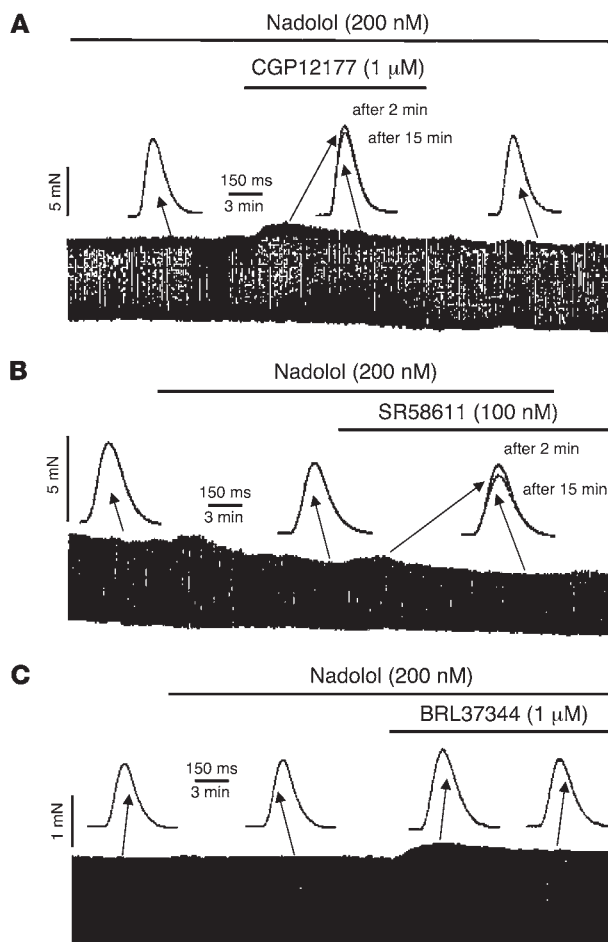 A
Nadolol (200 nM)
CGP12177 (1 μM)
after 2 min
after 15 min
150 ms
3 min
5 mN
B
Nadolol (200 nM)
SR58611 (100 nM)
after 2 min
after 15 min
150 ms
3 min
5 mN
C
Nadolol (200 nM)
BRL37344 (1 μM)
150 ms
3 min
1 mN